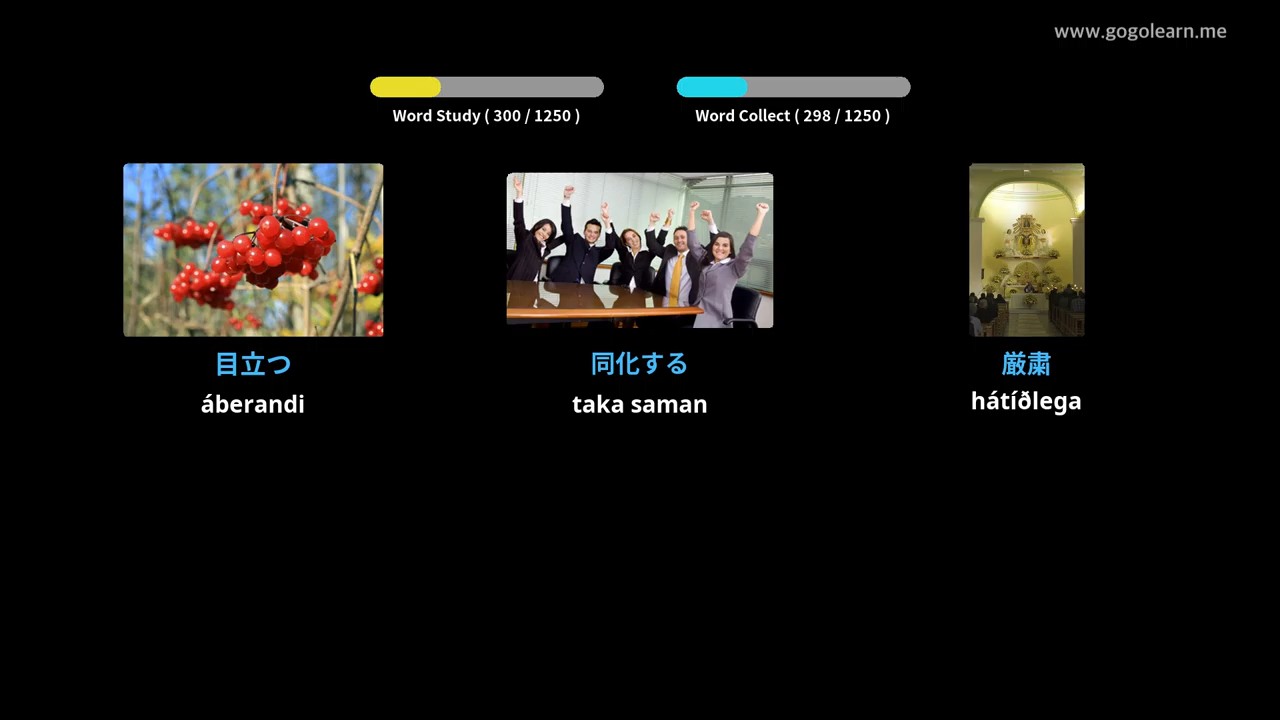 www.gogolearn.me
Word Study ( 300 / 1250 )
Word Collect ( 298 / 1250 )
目立つ
áberandi
同化する
taka saman
厳粛
hátíðlega